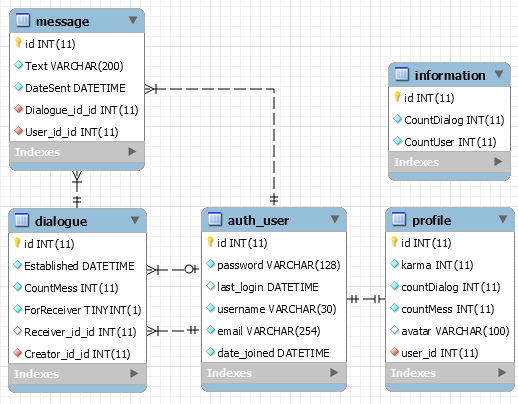 message
id INT(11)
Text VARCHAR(200)
DateSent DATETIME
Dialogue_id_id INT(11)
User_id_id INT(11)
Indexes
information
id INT(11)
CountDialog INT(11)
CountUser INT(11)
Indexes
dialogue
id INT(11)
Established DATETIME
CountMess INT(11)
ForReceiver TINYINT(1)
Receiver_id_id INT(11)
Creator_id_id INT(11)
Indexes
auth_user
id INT(11)
password VARCHAR(128)
last_login DATETIME
username VARCHAR(30)
email VARCHAR(254)
date_joined DATETIME
Indexes
profile
id INT(11)
karma INT(11)
countDialog INT(11)
countMess INT(11)
avatar VARCHAR(100)
user_id INT(11)
Indexes